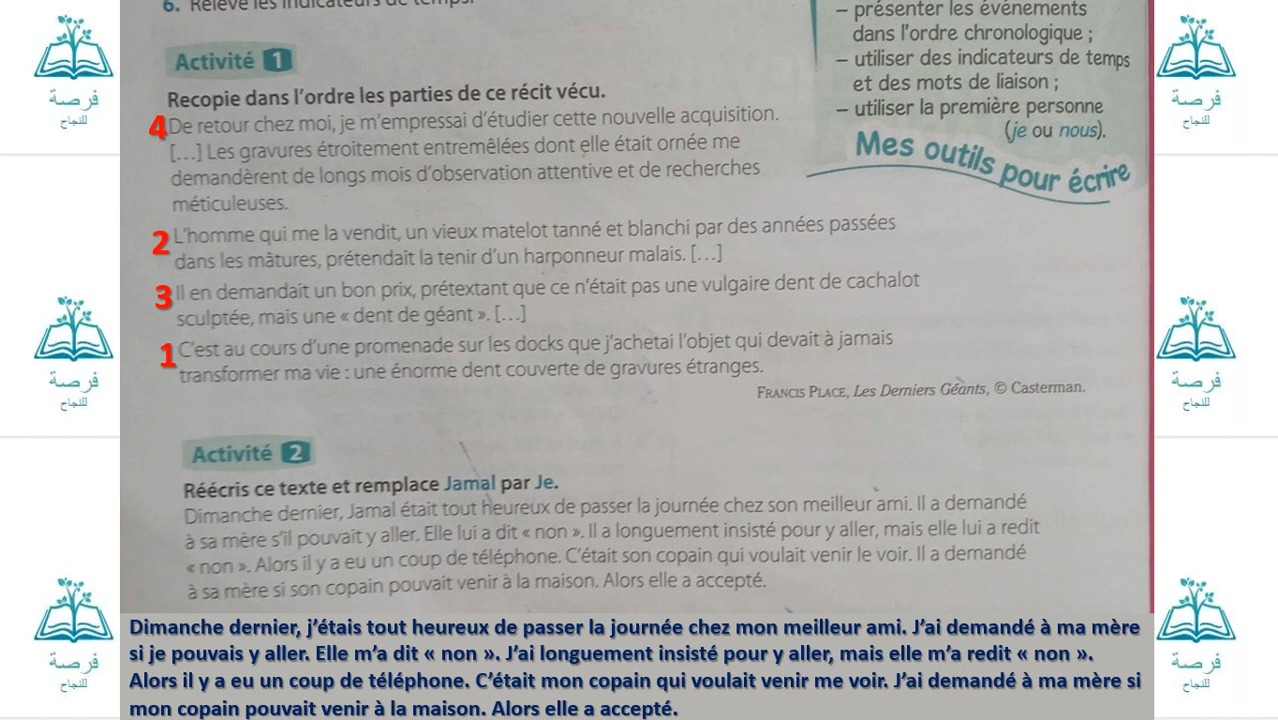 6. Relève les indicateurs de temps.
Activité 1
Recopie dans l'ordre les parties de ce récit vécu.
4 De retour chez moi, je m'empressai d'étudier cette nouvelle acquisition.
[...] Les gravures étroitement entremêlées dont elle était ornée me
demandèrent de longs mois d'observation attentive et de recherches
méticuleuses.
2 L'homme qui me la vendit, un vieux matelot tanné et blanchi par des années passées
dans les mâtures, prétendait la tenir d'un harponneur malais. [...]
3 Il en demandait un bon prix, prétextant que ce n'était pas une vulgaire dent de cachalot
sculptée, mais une « dent de géant ». [...]
1 C'est au cours d'une promenade sur les docks que j'achetai l'objet qui devait à jamais
transformer ma vie : une énorme dent couverte de gravures étranges.
FRANCIS PLACE, Les Derniers Géants, © Casterman.
– présenter les événements
dans l'ordre chronologique ;
– utiliser des indicateurs de temps
et des mots de liaison ;
– utiliser la première personne
(je ou nous).
Mes outils pour écrire
Activité 2
Réécris ce texte et remplace Jamal par Je.
Dimanche dernier, Jamal était tout heureux de passer la journée chez son meilleur ami. Il a demandé
à sa mère s'il pouvait y aller. Elle lui a dit « non ». Il a longuement insisté pour y aller, mais elle lui a redit
« non ». Alors il y a eu un coup de téléphone. C'était son copain qui voulait venir le voir. Il a demandé
à sa mère si son copain pouvait venir à la maison. Alors elle a accepté.
Dimanche dernier, j'étais tout heureux de passer la journée chez mon meilleur ami. J'ai demandé à ma mère
si je pouvais y aller. Elle m'a dit « non ». J'ai longuement insisté pour y aller, mais elle m'a redit « non ».
Alors il y a eu un coup de téléphone. C'était mon copain qui voulait venir me voir. J'ai demandé à ma mère si
mon copain pouvait venir à la maison. Alors elle a accepté.
فرصة
للنجاح
فرصة
للنجاح
فرصة
للنجاح
فرصة
للنجاح
فرصة
للنجاح
فرصة
للنجاح